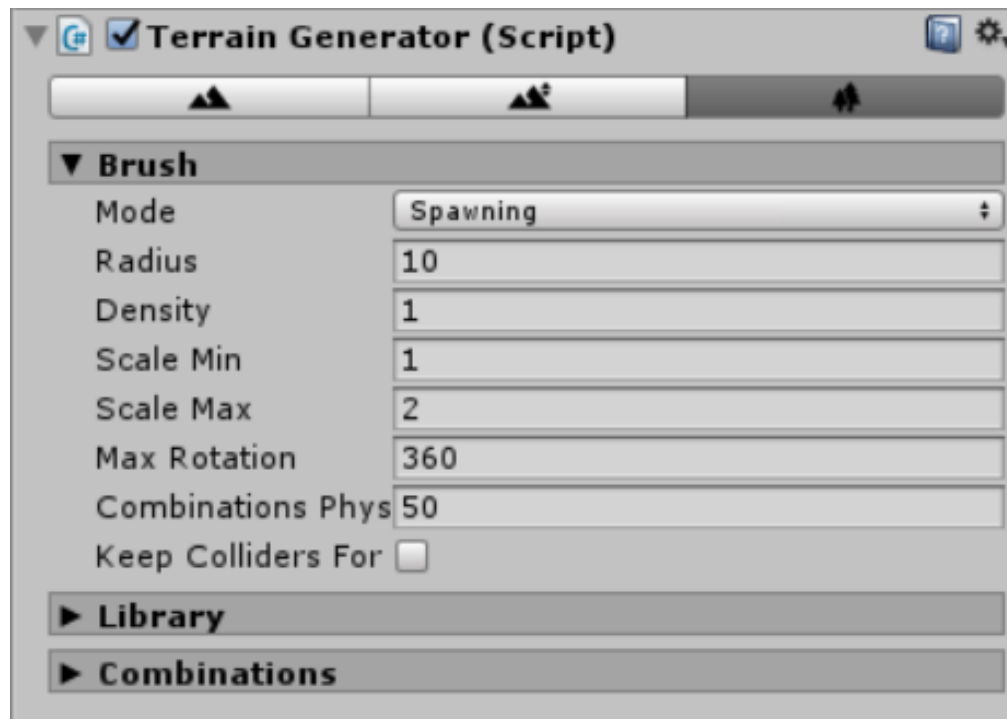 Terrain Generator (Script)
Brush
Mode Spawning
Radius 10
Density 1
Scale Min 1
Scale Max 2
Max Rotation 360
Combinations Phys 50
Keep Colliders For
Library
Combinations